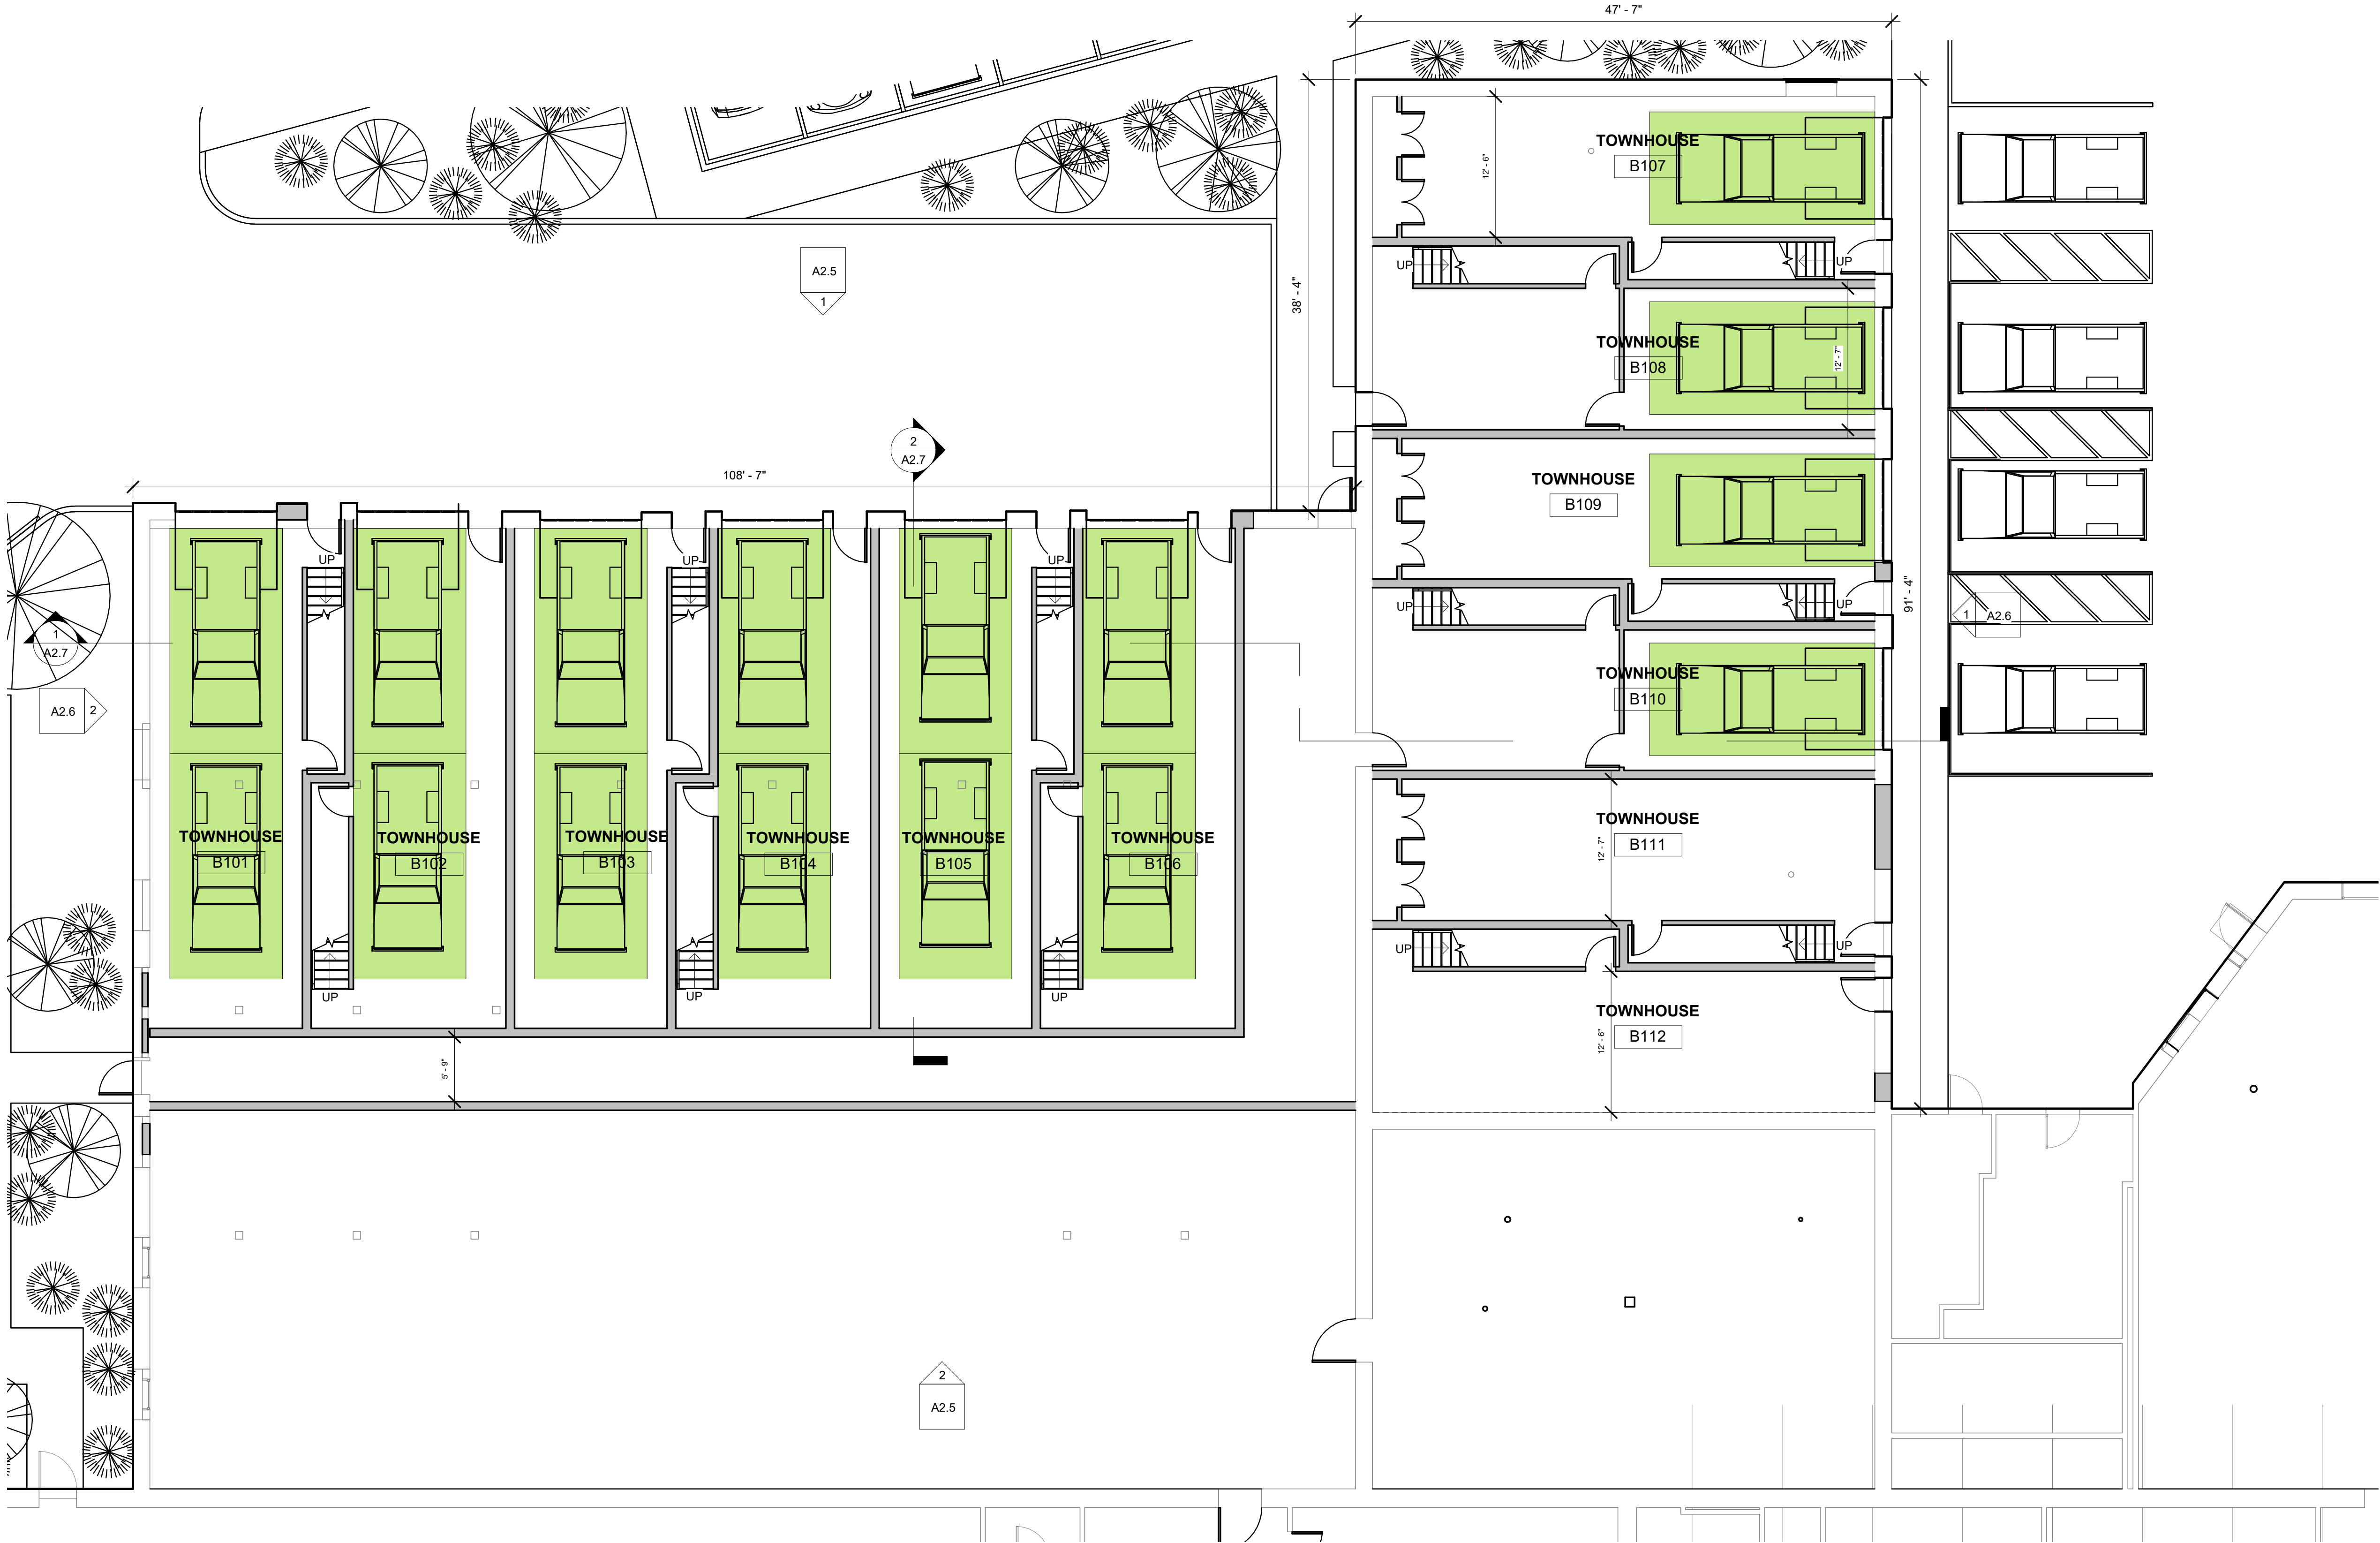 47' - 7"
TOWNHOUSE
B107
12' - 6"
UP
UP
A2.5
1
38' - 4"
TOWNHOUSE
B108
12' - 7"
2
A2.7
108' - 7"
TOWNHOUSE
B109
UP
UP
UP
UP
UP
91' - 4"
1
A2.6
1
A2.7
A2.6
2
TOWNHOUSE
B110
TOWNHOUSE
B101
TOWNHOUSE
B102
TOWNHOUSE
B103
TOWNHOUSE
B104
TOWNHOUSE
B105
TOWNHOUSE
B106
TOWNHOUSE
B111
12' - 7"
UP
UP
UP
UP
UP
TOWNHOUSE
B112
12' - 6"
5' - 9"
2
A2.5